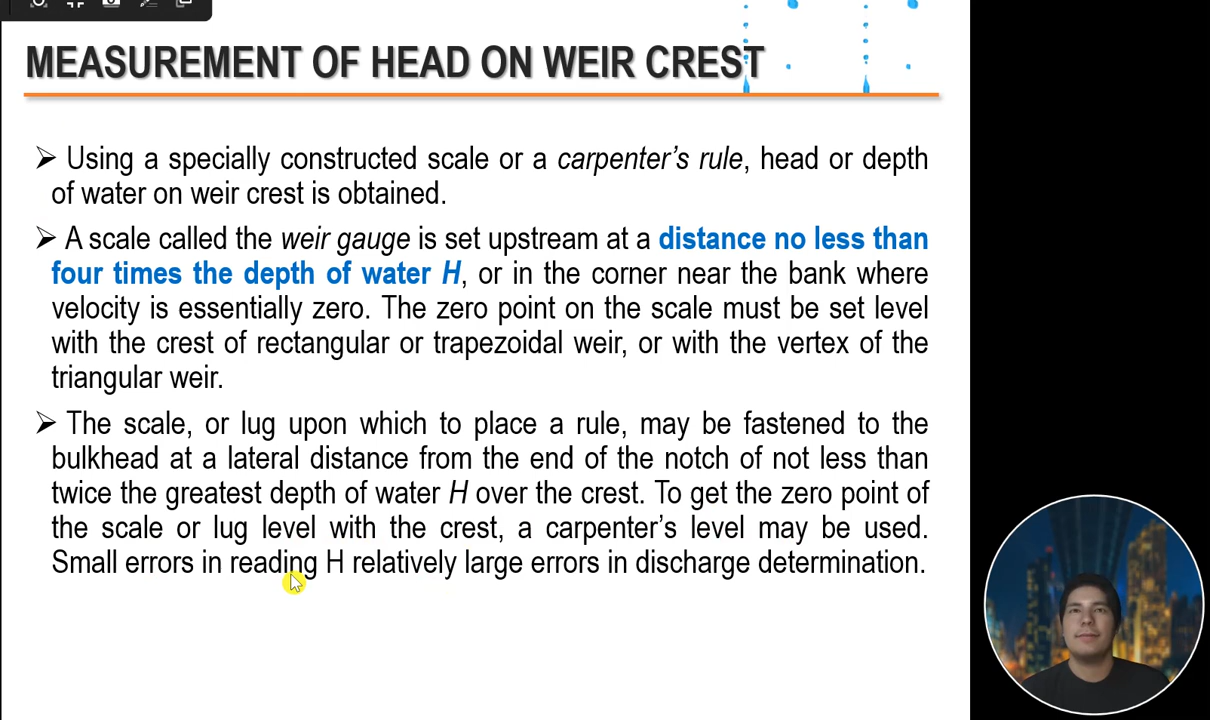 MEASUREMENT OF HEAD ON WEIR CREST
➢ Using a specially constructed scale or a carpenter's rule, head or depth
of water on weir crest is obtained.
➢ A scale called the weir gauge is set upstream at a distance no less than
four times the depth of water H, or in the corner near the bank where
velocity is essentially zero. The zero point on the scale must be set level
with the crest of rectangular or trapezoidal weir, or with the vertex of the
triangular weir.
➢ The scale, or lug upon which to place a rule, may be fastened to the
bulkhead at a lateral distance from the end of the notch of not less than
twice the greatest depth of water H over the crest. To get the zero point of
the scale or lug level with the crest, a carpenter's level may be used.
Small errors in reading H relatively large errors in discharge determination.